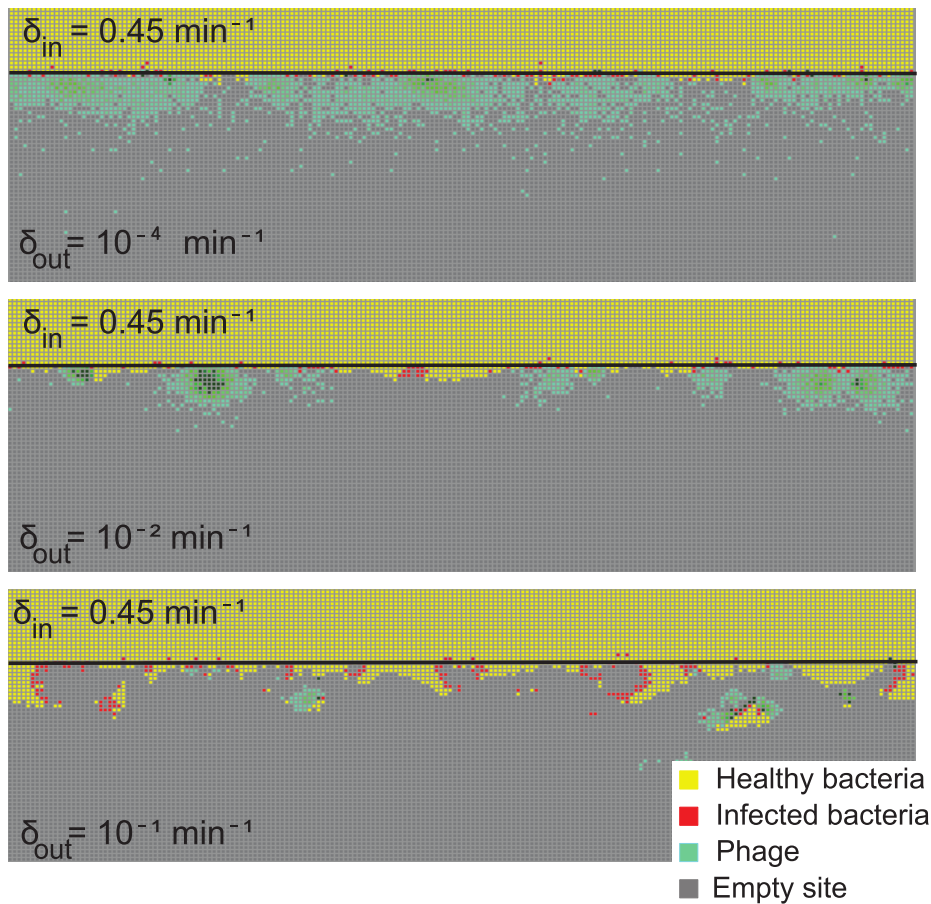 δin = 0.45 min⁻¹
δout= 10⁻⁴ min⁻¹
δin = 0.45 min⁻¹
δout= 10⁻² min⁻¹
δin = 0.45 min⁻¹
δout= 10⁻¹ min⁻¹
Healthy bacteria
Infected bacteria
Phage
Empty site